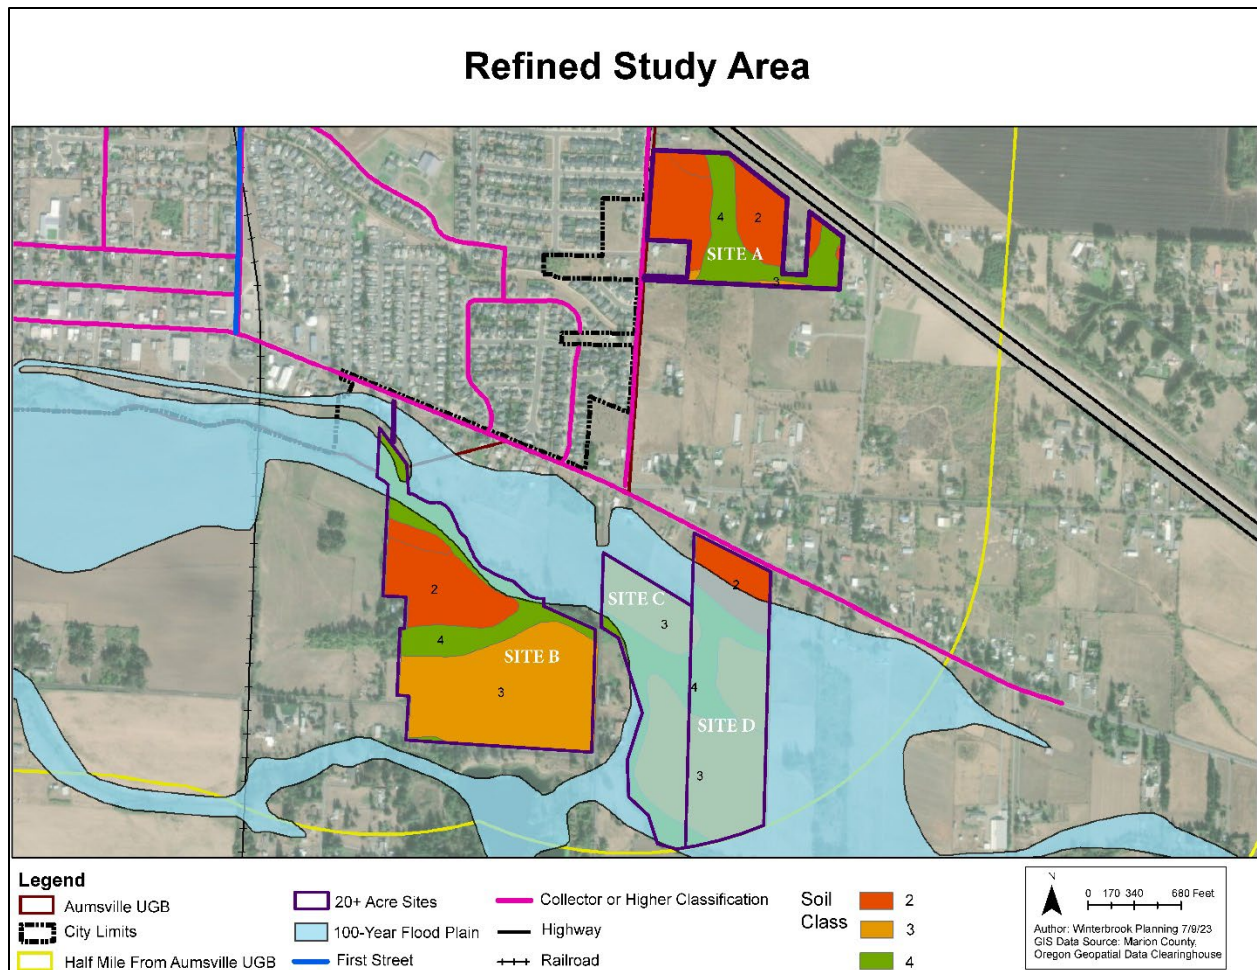 Refined Study Area
4
2
SITE A
3
2
4
SITE B
3
SITE C
3
2
4
SITE D
3
Legend
Aumsville UGB
City Limits
Half Mile From Aumsville UGB
20+ Acre Sites
100-Year Flood Plain
First Street
Collector or Higher Classification
Highway
Railroad
Soil
Class
2
3
4
N
0 170 340 680 Feet
Author: Winterbrook Planning 7/9/23
GIS Data Source: Marion County,
Oregon Geospatial Data Clearinghouse